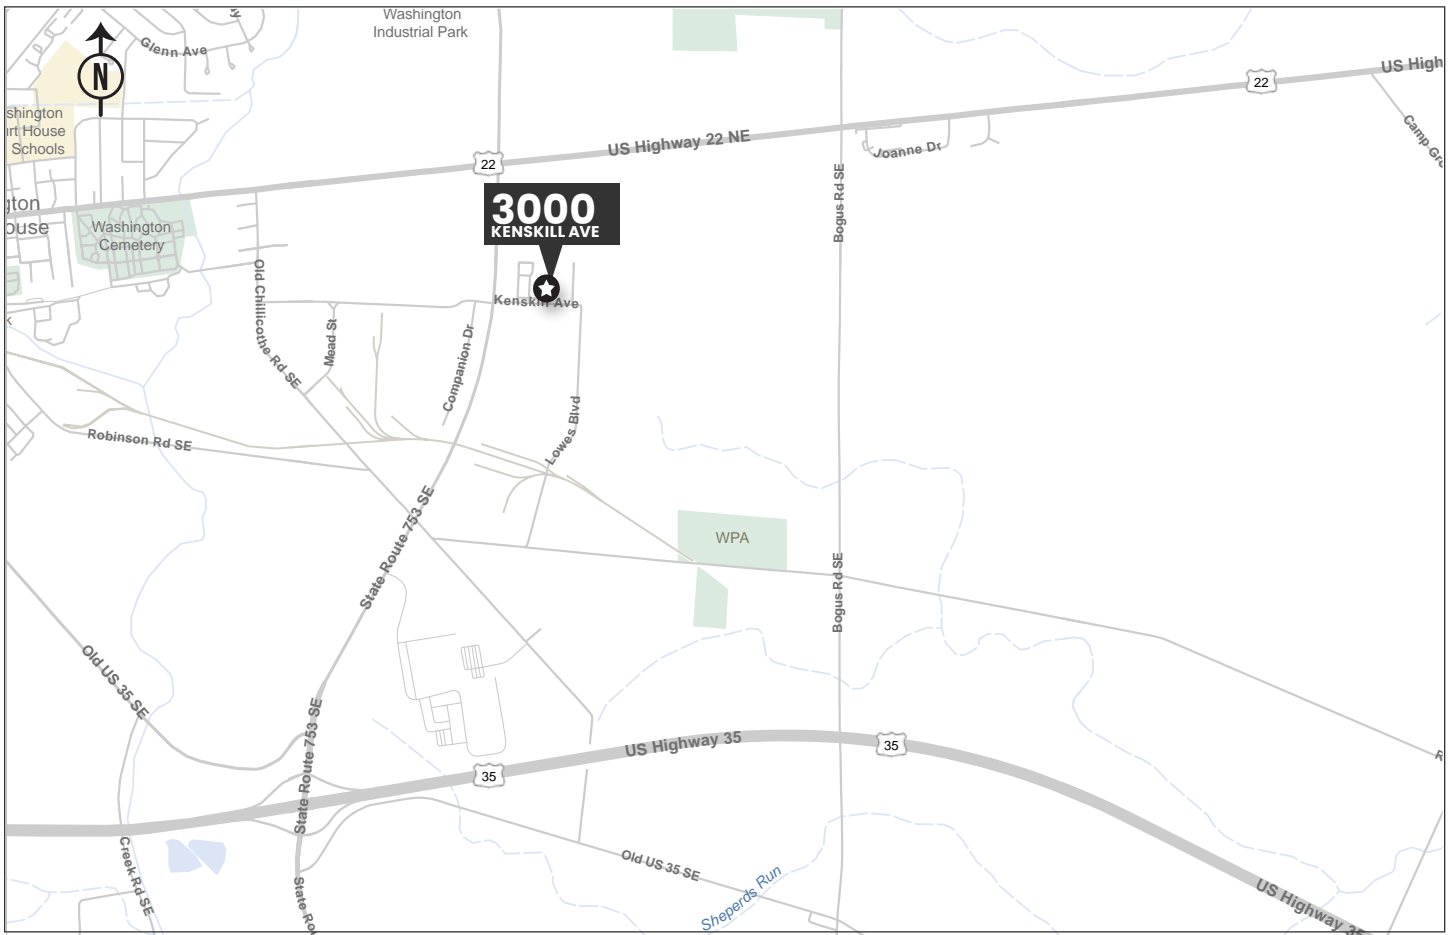 Washington
Industrial Park
Glenn Ave
N
shington
rt House
Schools
US High
22
US Highway 22 NE
22
Joanne Dr
Camp Gro
Bogus Rd SE
gton
ouse
Washington
Cemetery
3000
KENSKILL AVE
Kenskill Ave
Old Chillicothe Rd SE
Mead St
Companion Dr
k
Lowes Blvd
Robinson Rd SE
State Route 753 SE
WPA
Bogus Rd SE
Old US 35 SE
State Route 753 SE
US Highway 35
35
35
R
Creek Rd SE
Old US 35 SE
State Ro
Sheperds Run
US Highway 35